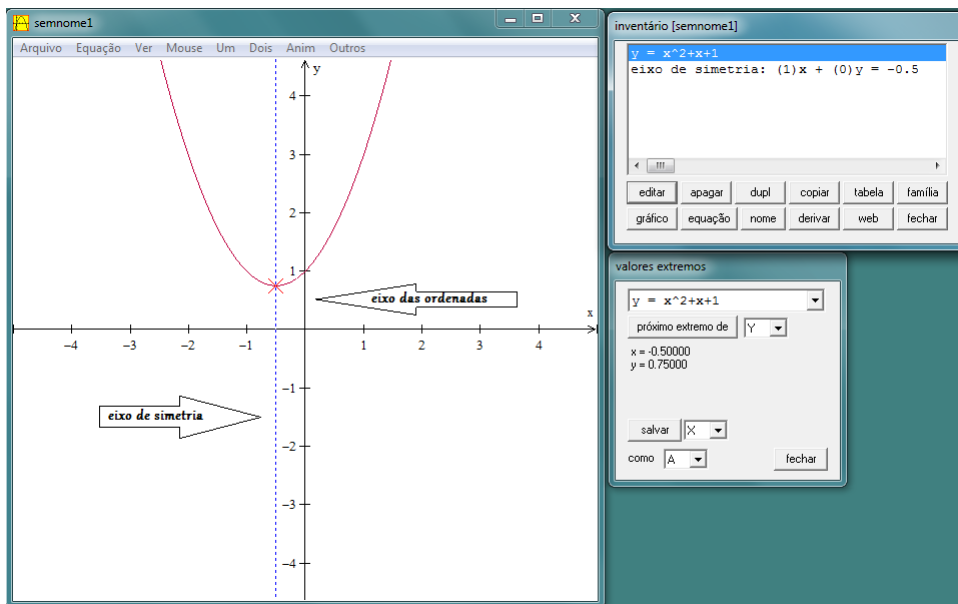 semnome1
Arquivo Equação Ver Mouse Um Dois Anim Outros
y
4
3
2
1
eixo das ordenadas
x
−4 −3 −2 −1 1 2 3 4
−1
eixo de simetria
−2
−3
−4
inventário [semnome1]
y = x^2+x+1
eixo de simetria: (1)x + (0)y = -0.5
editar apagar dupl copiar tabela família
gráfico equação nome derivar web fechar
valores extremos
y = x^2+x+1
próximo extremo de Y
x = -0.50000
y = 0.75000
salvar X
como A fechar